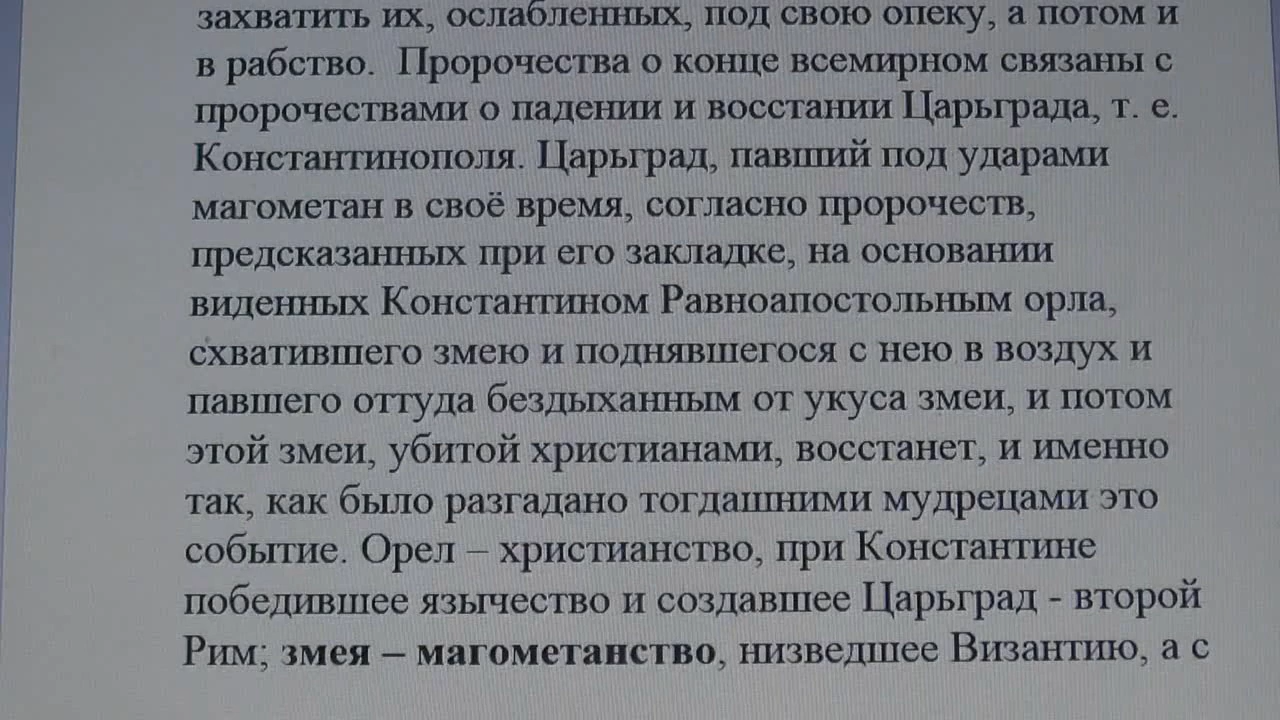 захватить их, ослабленных, под свою опеку, а потом и
в рабство. Пророчества о конце всемирном связаны с
пророчествами о падении и восстании Царьграда, т. е.
Константинополя. Царьград, павший под ударами
магометан в своё время, согласно пророчеств,
предсказанных при его закладке, на основании
виденных Константином Равноапостольным орла,
схватившего змею и поднявшегося с нею в воздух и
павшего оттуда бездыханным от укуса змеи, и потом
этой змеи, убитой христианами, восстанет, и именно
так, как было разгадано тогдашними мудрецами это
событие. Орел – христианство, при Константине
победившее язычество и создавшее Царьград - второй
Рим; змея – магометанство, низведшее Византию, а с